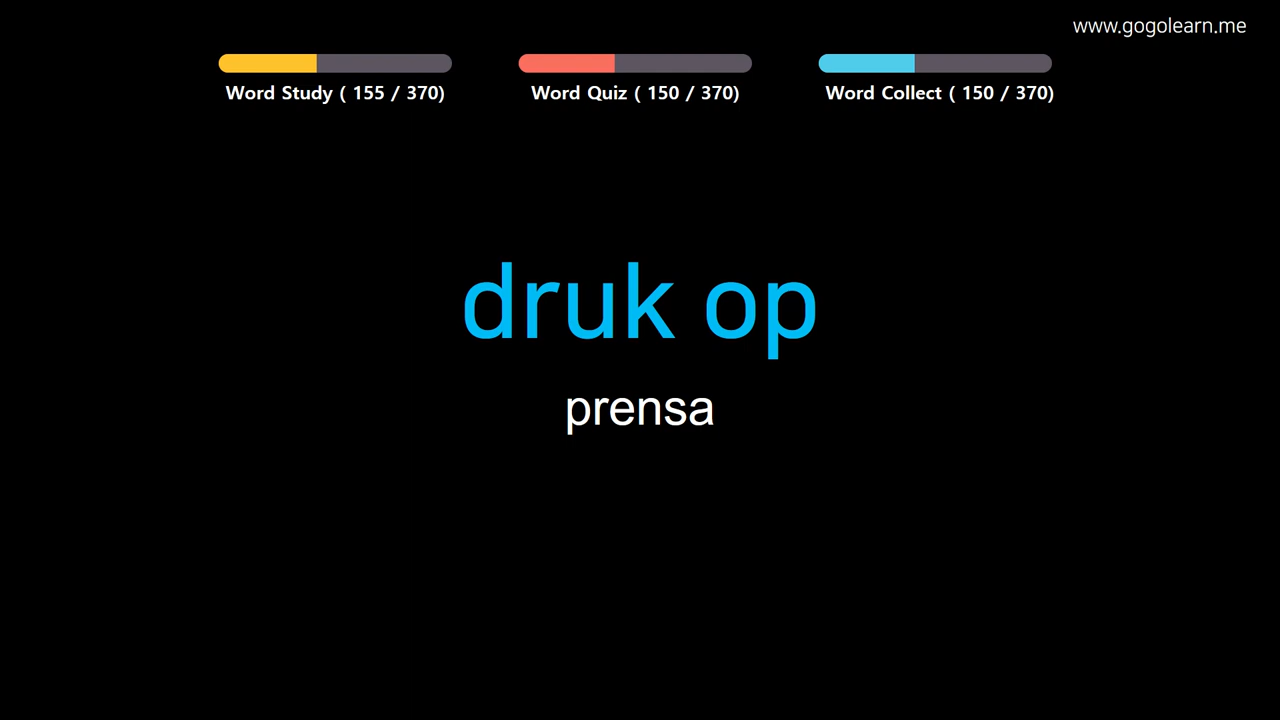 www.gogolearn.me
Word Study ( 155 / 370)
Word Quiz ( 150 / 370)
Word Collect ( 150 / 370)
druk op
prensa